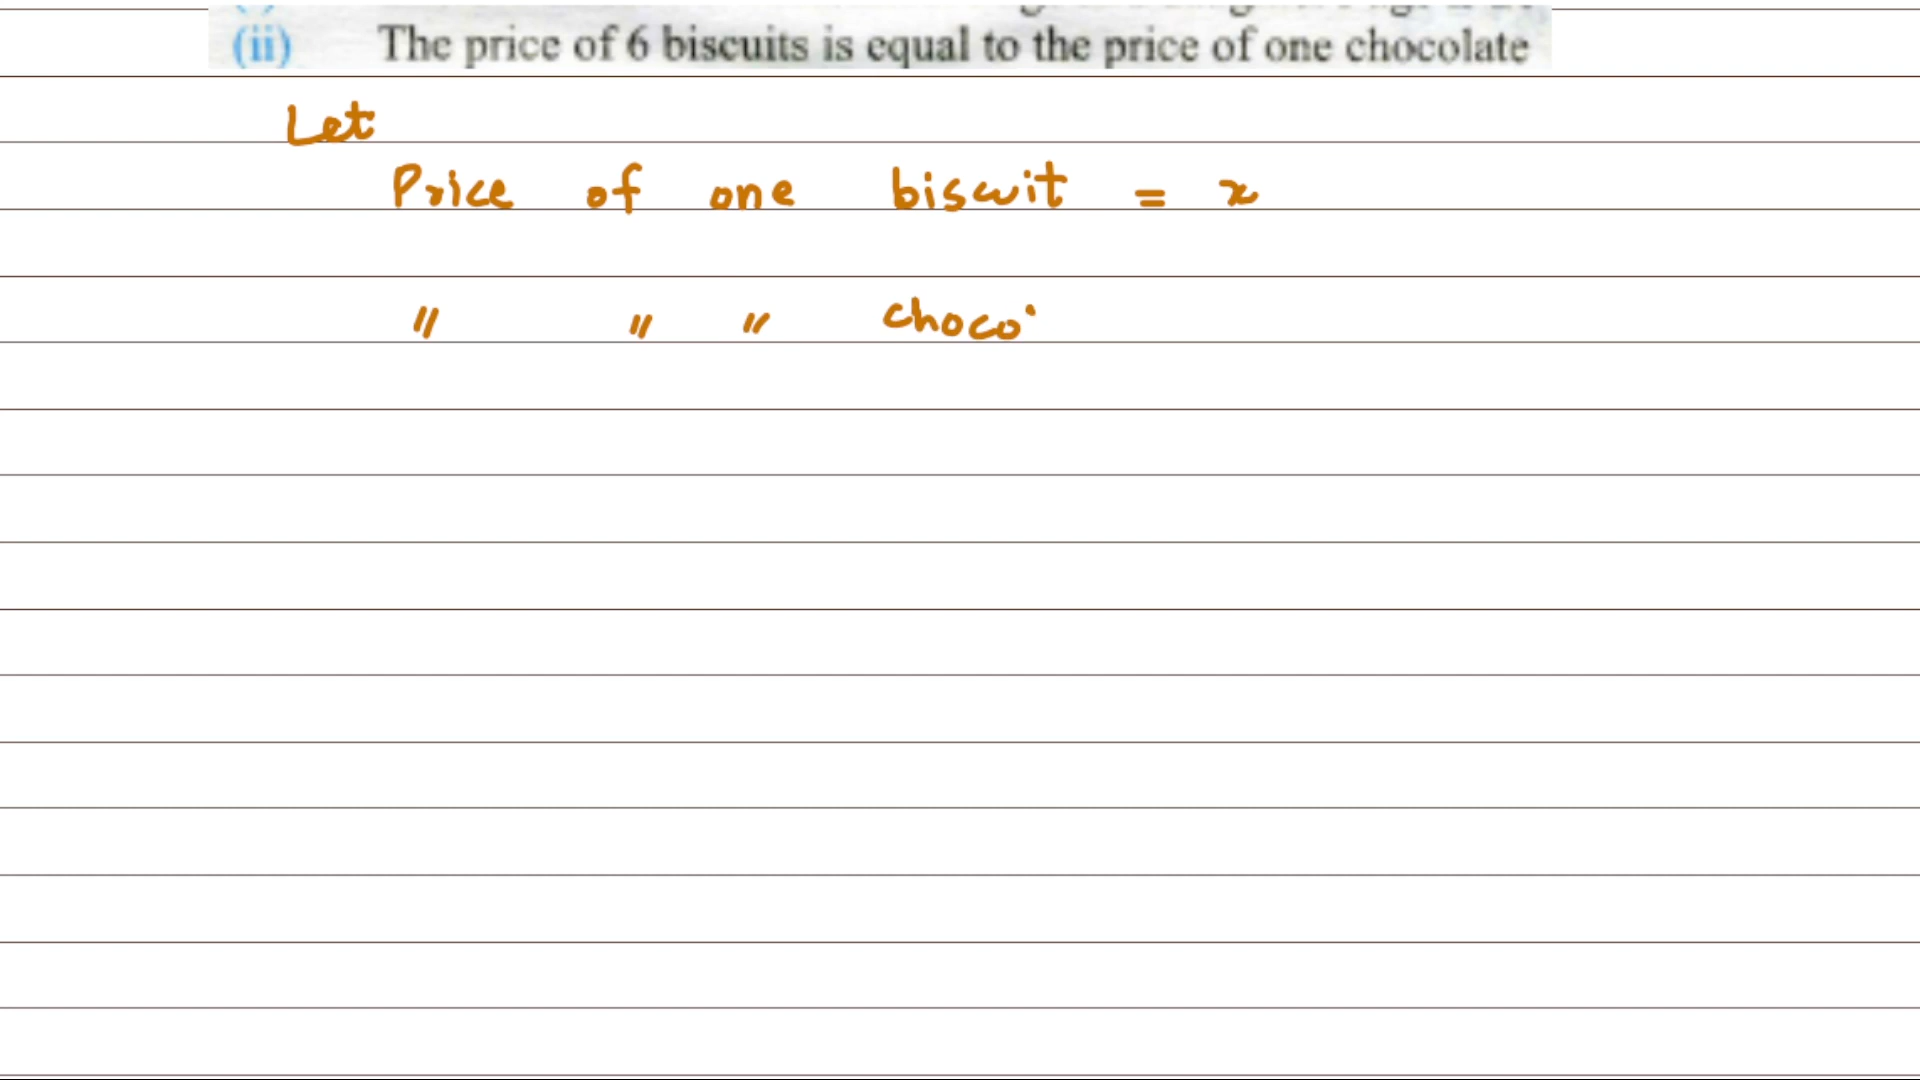 (ii) The price of 6 biscuits is equal to the price of one chocolate
Let
Price of one biscuit = x
〃 〃 〃 choco.